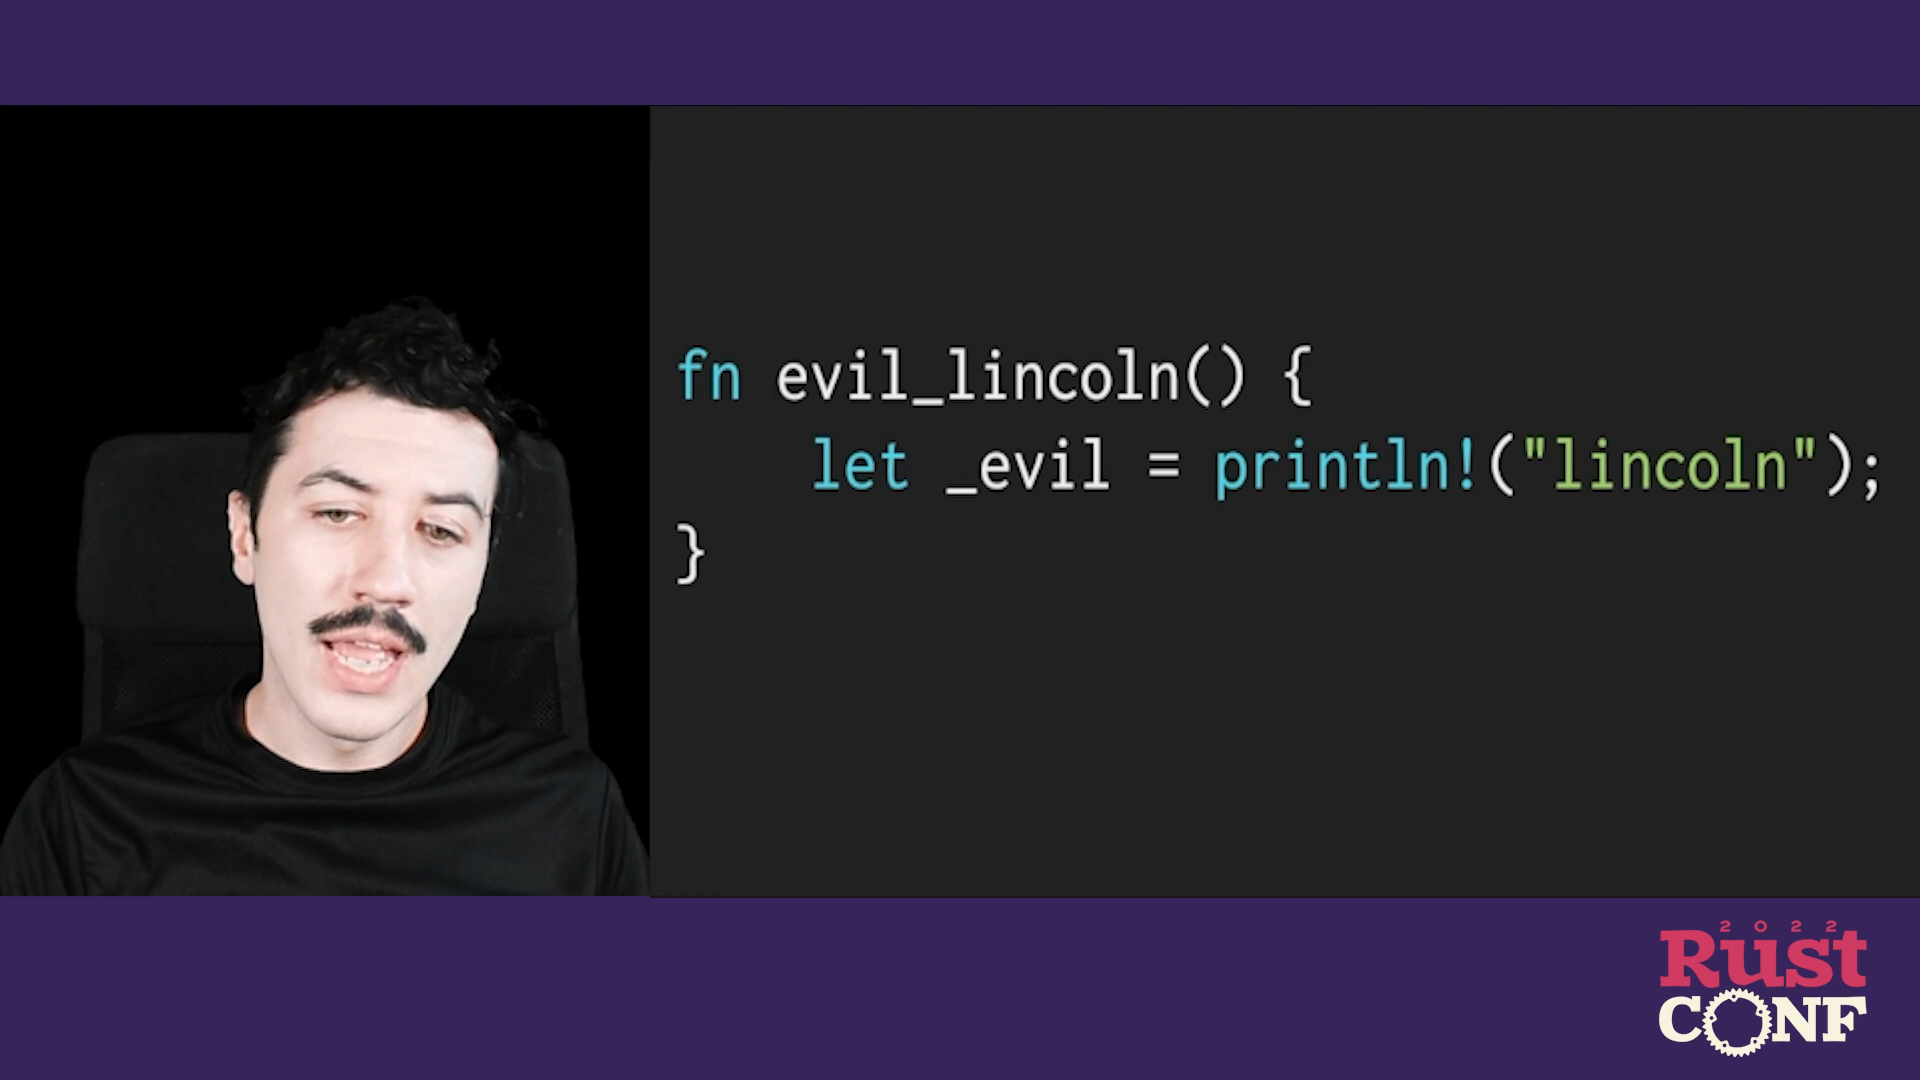 fn evil_lincoln() {
    let _evil = println!("lincoln");
}
2022
Rust
CONF